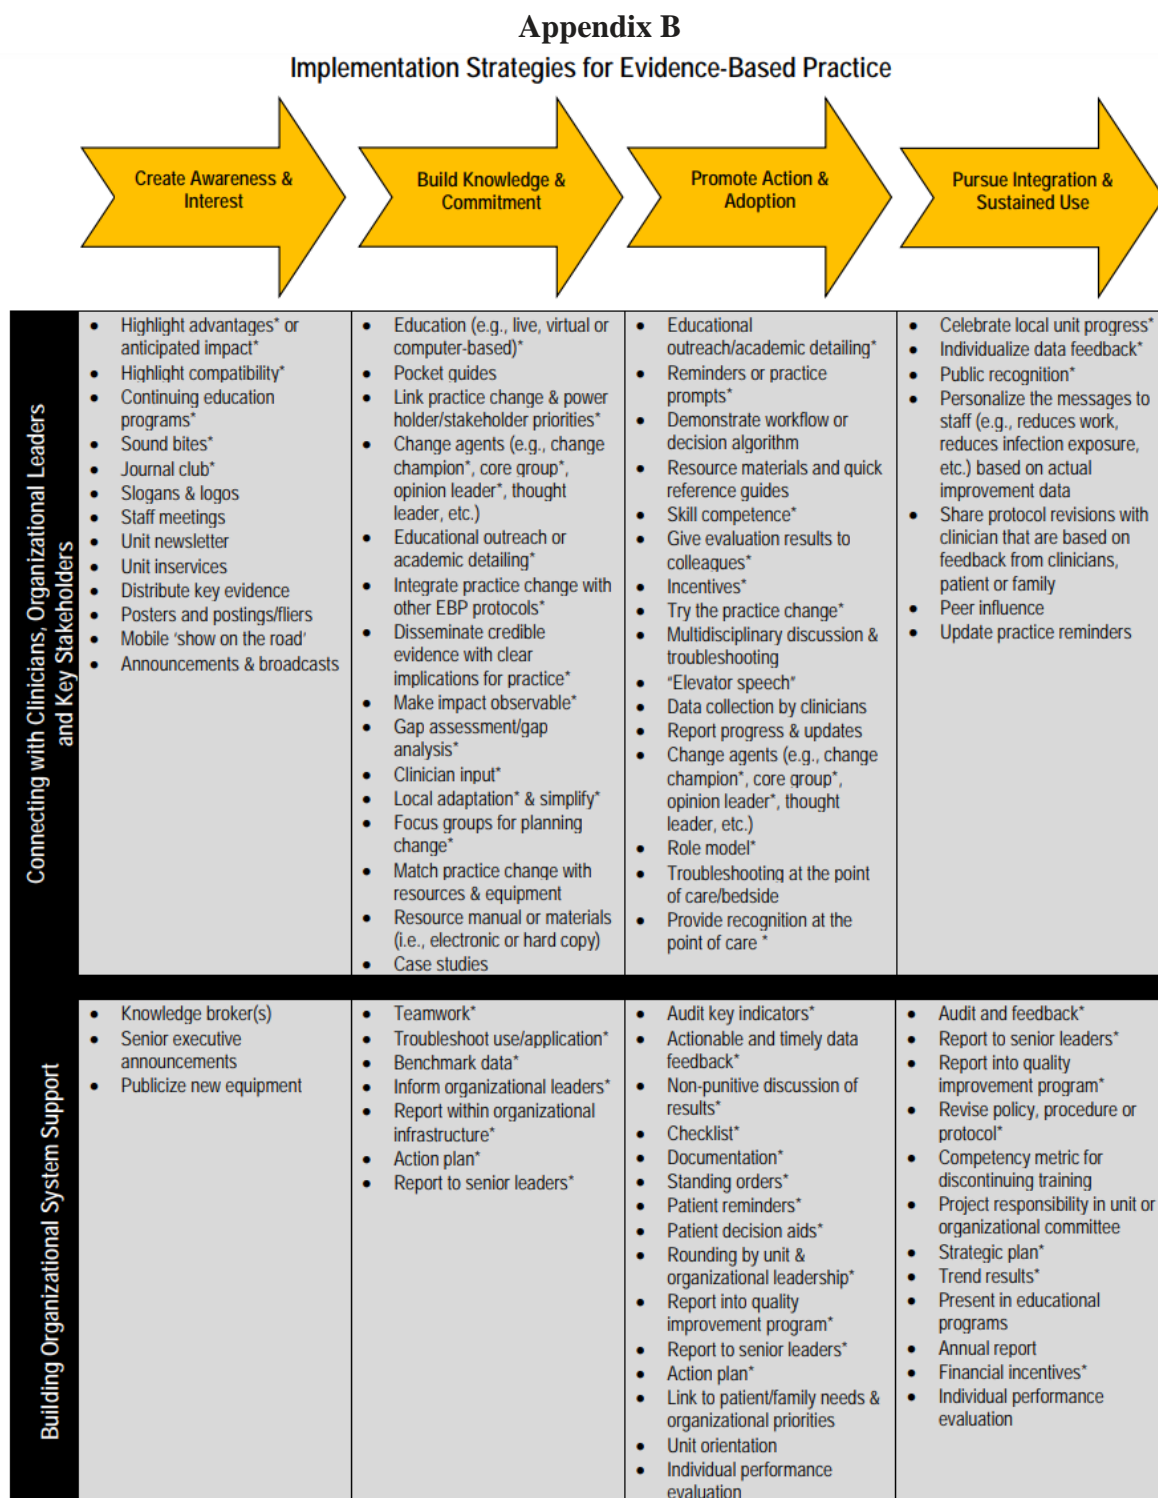 Appendix B
Implementation Strategies for Evidence-Based Practice
Create Awareness &
Interest
Build Knowledge &
Commitment
Promote Action &
Adoption
Pursue Integration &
Sustained Use
Connecting with Clinicians, Organizational Leaders
and Key Stakeholders
• Highlight advantages* or
anticipated impact*
• Highlight compatibility*
• Continuing education
programs*
• Sound bites*
• Journal club*
• Slogans & logos
• Staff meetings
• Unit newsletter
• Unit inservices
• Distribute key evidence
• Posters and postings/fliers
• Mobile ‘show on the road’
• Announcements & broadcasts
• Education (e.g., live, virtual or
computer-based)*
• Pocket guides
• Link practice change & power
holder/stakeholder priorities*
• Change agents (e.g., change
champion*, core group*,
opinion leader*, thought
leader, etc.)
• Educational outreach or
academic detailing*
• Integrate practice change with
other EBP protocols*
• Disseminate credible
evidence with clear
implications for practice*
• Make impact observable*
• Gap assessment/gap
analysis*
• Clinician input*
• Local adaptation* & simplify*
• Focus groups for planning
change*
• Match practice change with
resources & equipment
• Resource manual or materials
(i.e., electronic or hard copy)
• Case studies
• Educational
outreach/academic detailing*
• Reminders or practice
prompts*
• Demonstrate workflow or
decision algorithm
• Resource materials and quick
reference guides
• Skill competence*
• Give evaluation results to
colleagues*
• Incentives*
• Try the practice change*
• Multidisciplinary discussion &
troubleshooting
• “Elevator speech”
• Data collection by clinicians
• Report progress & updates
• Change agents (e.g., change
champion*, core group*,
opinion leader*, thought
leader, etc.)
• Role model*
• Troubleshooting at the point
of care/bedside
• Provide recognition at the
point of care *
• Celebrate local unit progress*
• Individualize data feedback*
• Public recognition*
• Personalize the messages to
staff (e.g., reduces work,
reduces infection exposure,
etc.) based on actual
improvement data
• Share protocol revisions with
clinician that are based on
feedback from clinicians,
patient or family
• Peer influence
• Update practice reminders
Building Organizational System Support
• Knowledge broker(s)
• Senior executive
announcements
• Publicize new equipment
• Teamwork*
• Troubleshoot use/application*
• Benchmark data*
• Inform organizational leaders*
• Report within organizational
infrastructure*
• Action plan*
• Report to senior leaders*
• Audit key indicators*
• Actionable and timely data
feedback*
• Non-punitive discussion of
results*
• Checklist*
• Documentation*
• Standing orders*
• Patient reminders*
• Patient decision aids*
• Rounding by unit &
organizational leadership*
• Report into quality
improvement program*
• Report to senior leaders*
• Action plan*
• Link to patient/family needs &
organizational priorities
• Unit orientation
• Individual performance
evaluation
• Audit and feedback*
• Report to senior leaders*
• Report into quality
improvement program*
• Revise policy, procedure or
protocol*
• Competency metric for
discontinuing training
• Project responsibility in unit or
organizational committee
• Strategic plan*
• Trend results*
• Present in educational
programs
• Annual report
• Financial incentives*
• Individual performance
evaluation